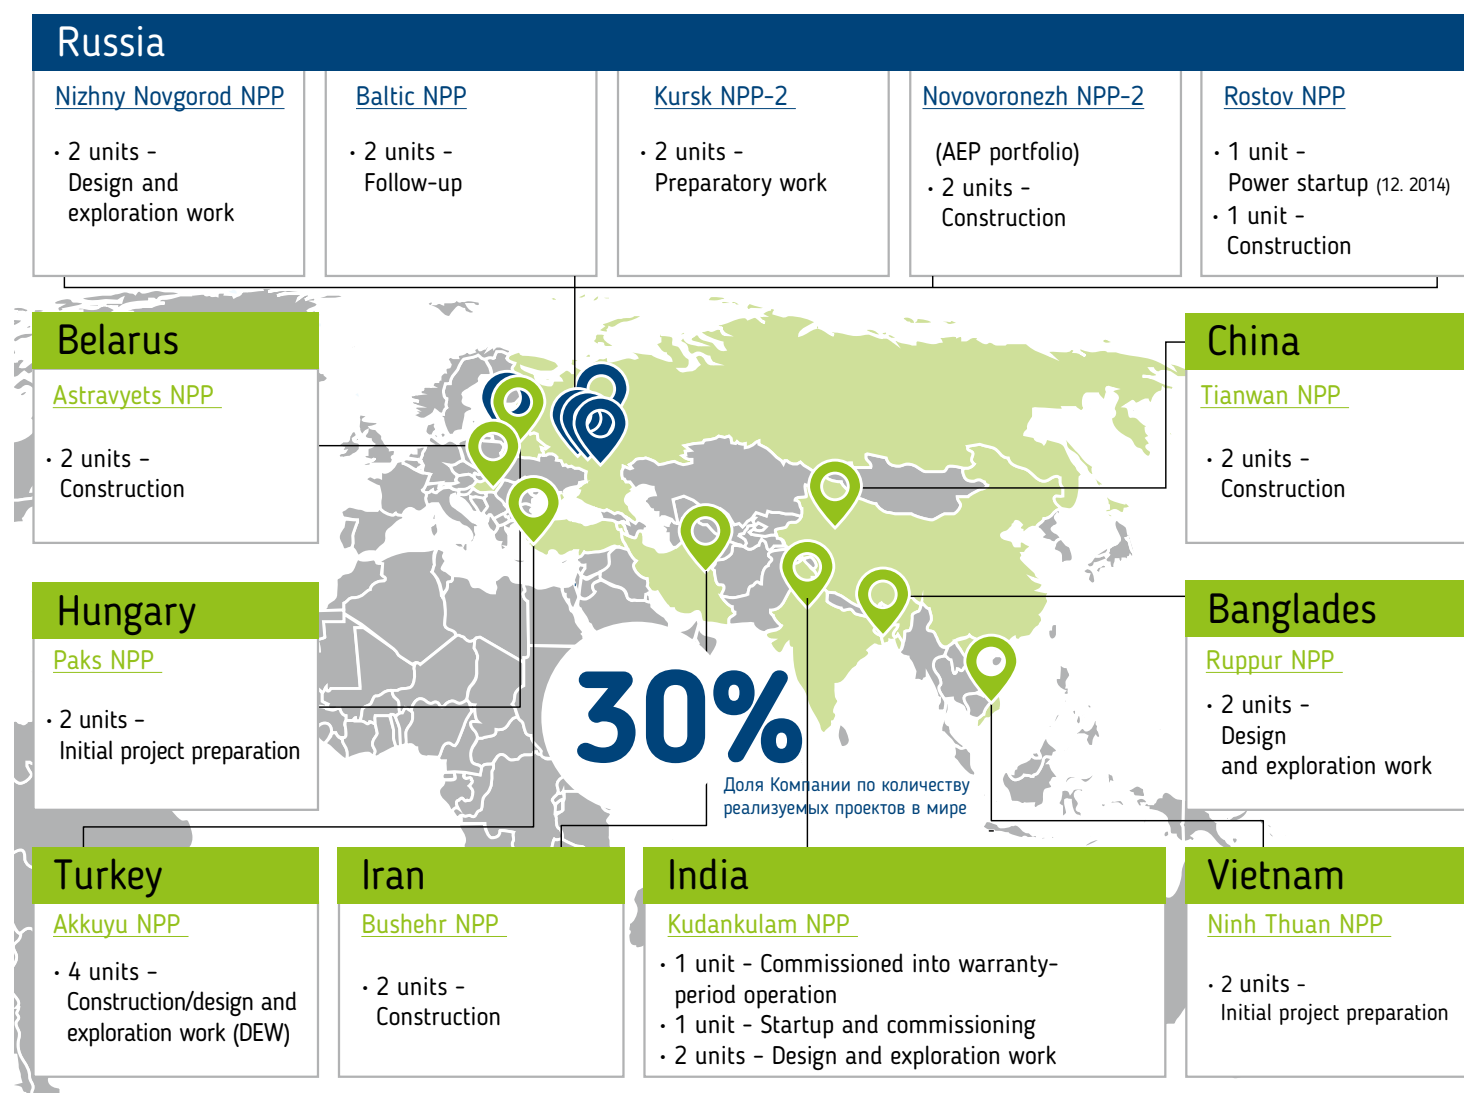 Russia
Nizhny Novgorod NPP
· 2 units -
Design and
exploration work
Baltic NPP
· 2 units -
Follow-up
Kursk NPP-2
· 2 units -
Preparatory work
Novovoronezh NPP-2
(AEP portfolio)
· 2 units -
Construction
Rostov NPP
· 1 unit -
Power startup (12. 2014)
· 1 unit -
Construction
Belarus
Astravyets NPP
· 2 units -
Construction
China
Tianwan NPP
· 2 units -
Construction
Hungary
Paks NPP
· 2 units -
Initial project preparation
Banglades
Ruppur NPP
· 2 units -
Design
and exploration work
30%
Доля Компании по количеству
реализуемых проектов в мире
Turkey
Akkuyu NPP
· 4 units -
Construction/design and
exploration work (DEW)
Iran
Bushehr NPP
· 2 units -
Construction
India
Kudankulam NPP
· 1 unit - Commissioned into warranty-
period operation
· 1 unit - Startup and commissioning
· 2 units - Design and exploration work
Vietnam
Ninh Thuan NPP
· 2 units -
Initial project preparation